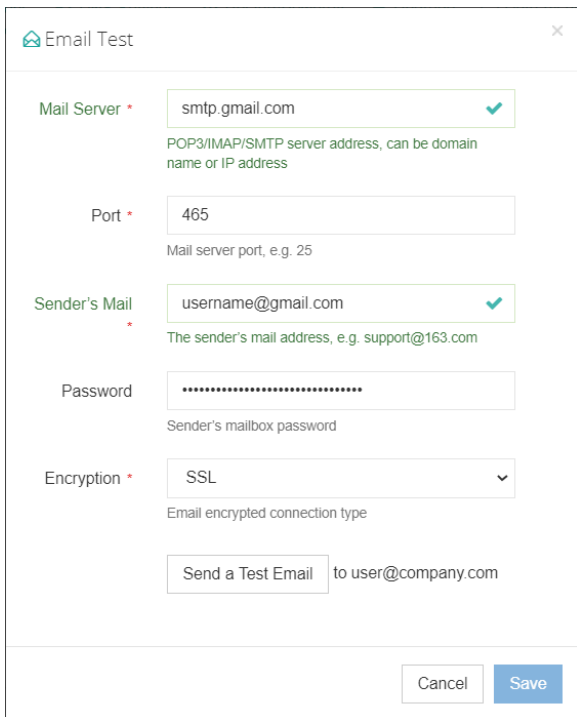 Email Test
×
Mail Server *
smtp.gmail.com
POP3/IMAP/SMTP server address, can be domain
name or IP address
Port *
465
Mail server port, e.g. 25
Sender's Mail
*
username@gmail.com
The sender's mail address, e.g. support@163.com
Password
••••••••••••••••••••••••••••••••
Sender's mailbox password
Encryption *
SSL
Email encrypted connection type
Send a Test Email to user@company.com
Cancel Save